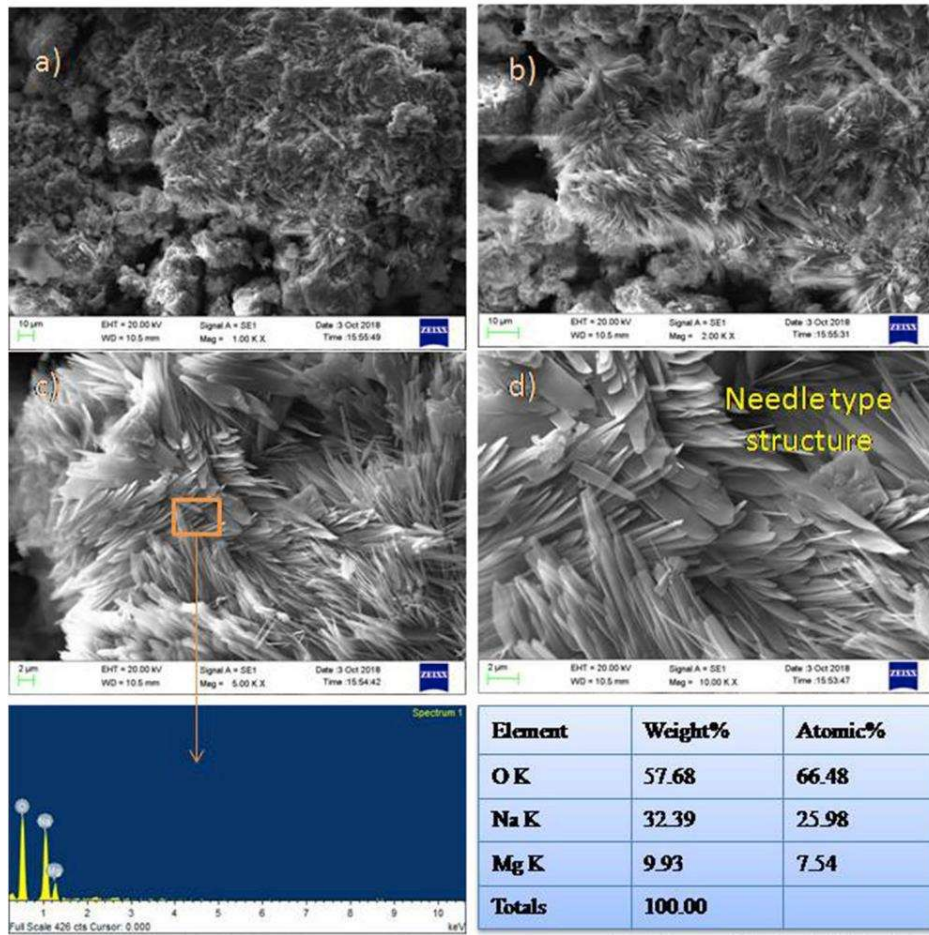 a)
10 µm
EHT = 20.00 kV
WD = 10.5 mm
Signal A = SE1
Mag = 1.00 K X
Date :3 Oct 2018
Time :15:55:49
ZEISS
b)
10 µm
EHT = 20.00 kV
WD = 10.5 mm
Signal A = SE1
Mag = 2.00 K X
Date :3 Oct 2018
Time :15:55:31
ZEISS
c)
2 µm
EHT = 20.00 kV
WD = 10.5 mm
Signal A = SE1
Mag = 5.00 K X
Date :3 Oct 2018
Time :15:54:42
ZEISS
d)
Needle type
structure
2 µm
EHT = 20.00 kV
WD = 10.5 mm
Signal A = SE1
Mag = 10.00 K X
Date :3 Oct 2018
Time :15:53:47
ZEISS
Spectrum 1
1 2 3 4 5 6 7 8 9 10
Full Scale 426 cts Cursor: 0.000 keV
Element Weight% Atomic%
O K 57.68 66.48
Na K 32.39 25.98
Mg K 9.93 7.54
Totals 100.00